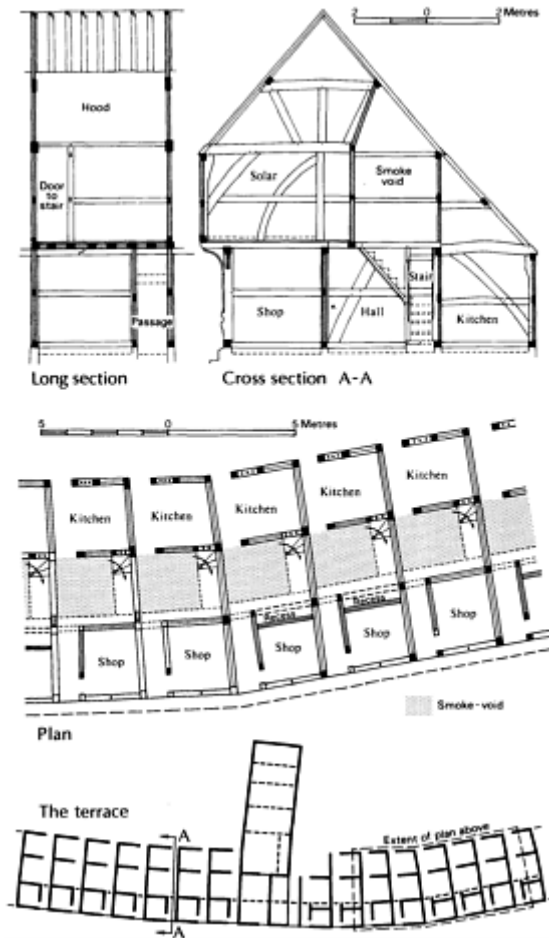 2 0 2 Metres
Hood
Door
to
stair
Passage
Solar
Smoke
void
Stair
Shop
Hall
Kitchen
Long section
Cross section A-A
5 0 5 Metres
Kitchen
Kitchen
Kitchen
Kitchen
Kitchen
Recess
Recess
Shop
Shop
Shop
Shop
Shop
Smoke-void
Plan
The terrace
A
Extent of plan above
A